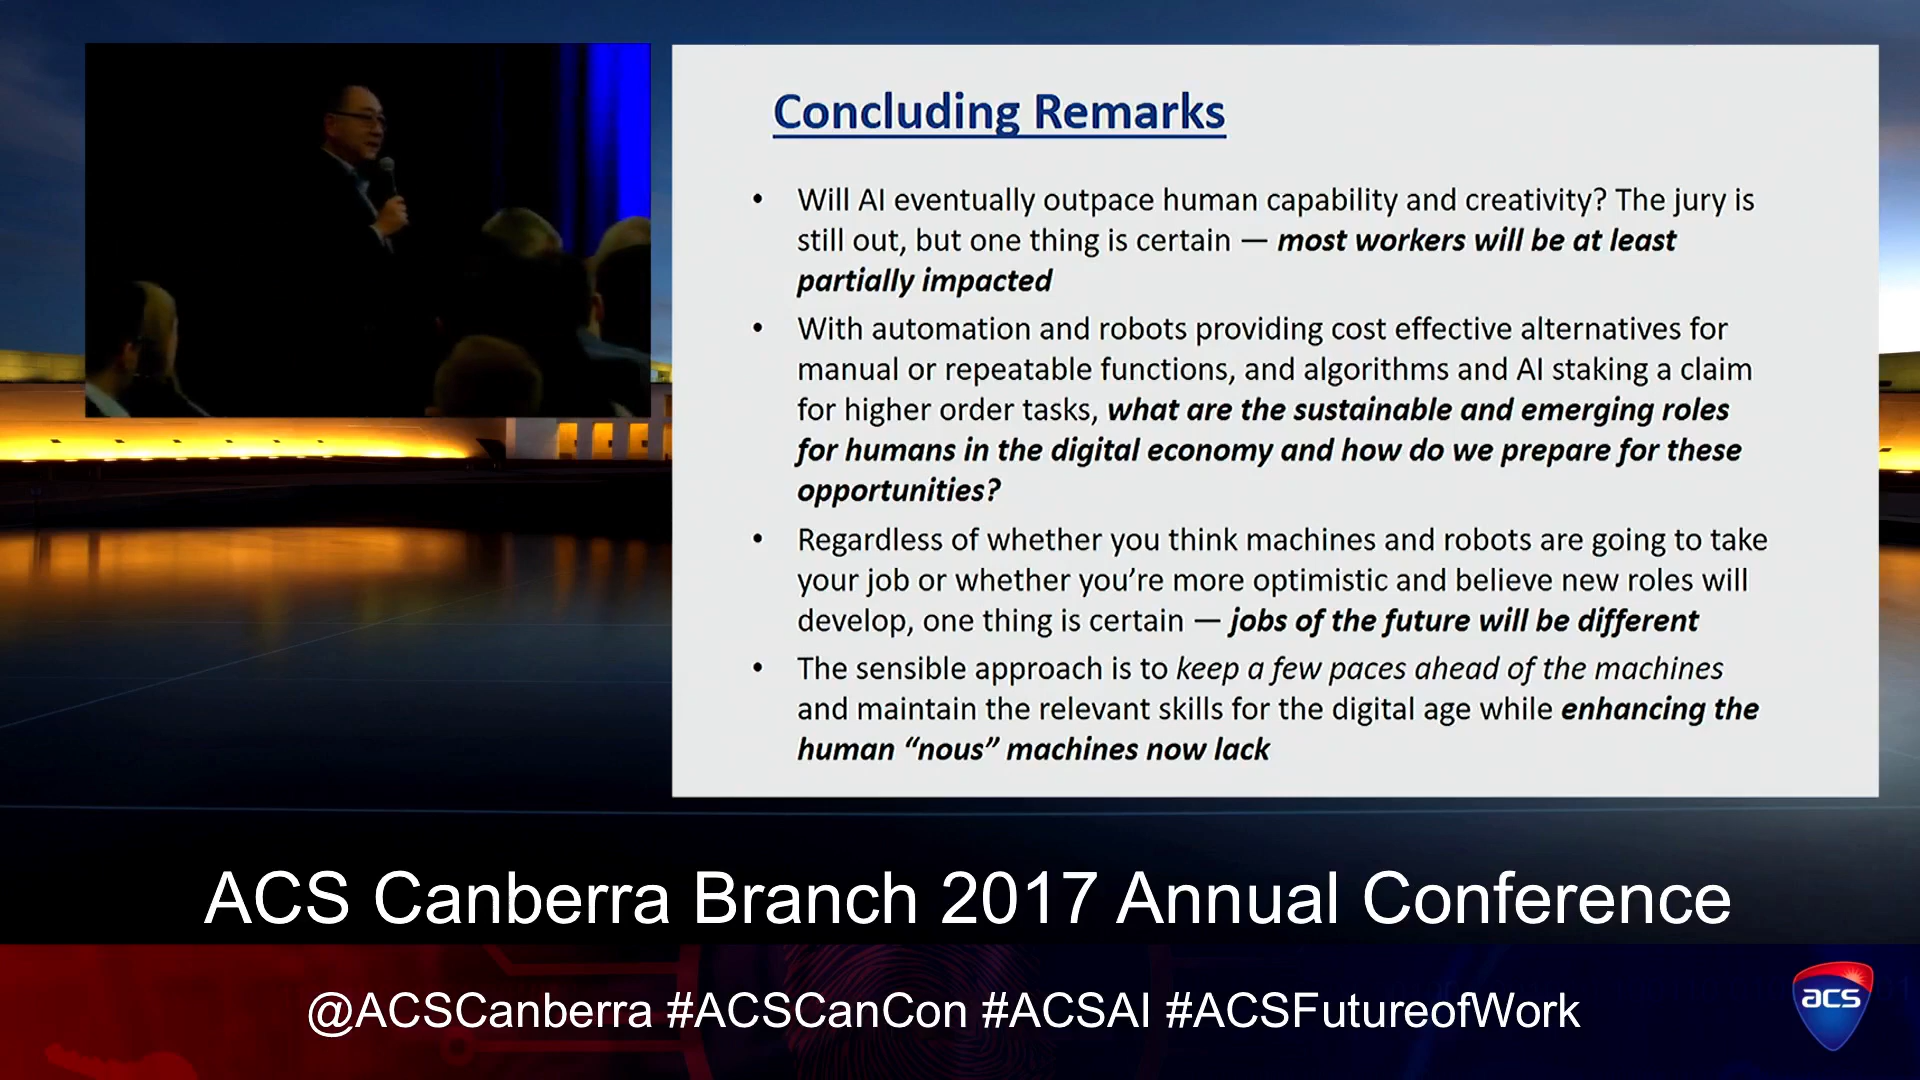 Concluding Remarks
• Will AI eventually outpace human capability and creativity? The jury is
still out, but one thing is certain — most workers will be at least
partially impacted
• With automation and robots providing cost effective alternatives for
manual or repeatable functions, and algorithms and AI staking a claim
for higher order tasks, what are the sustainable and emerging roles
for humans in the digital economy and how do we prepare for these
opportunities?
• Regardless of whether you think machines and robots are going to take
your job or whether you’re more optimistic and believe new roles will
develop, one thing is certain — jobs of the future will be different
• The sensible approach is to keep a few paces ahead of the machines
and maintain the relevant skills for the digital age while enhancing the
human “nous” machines now lack
ACS Canberra Branch 2017 Annual Conference
@ACSCanberra #ACSCanCon #ACSAI #ACSFutureofWork
acs